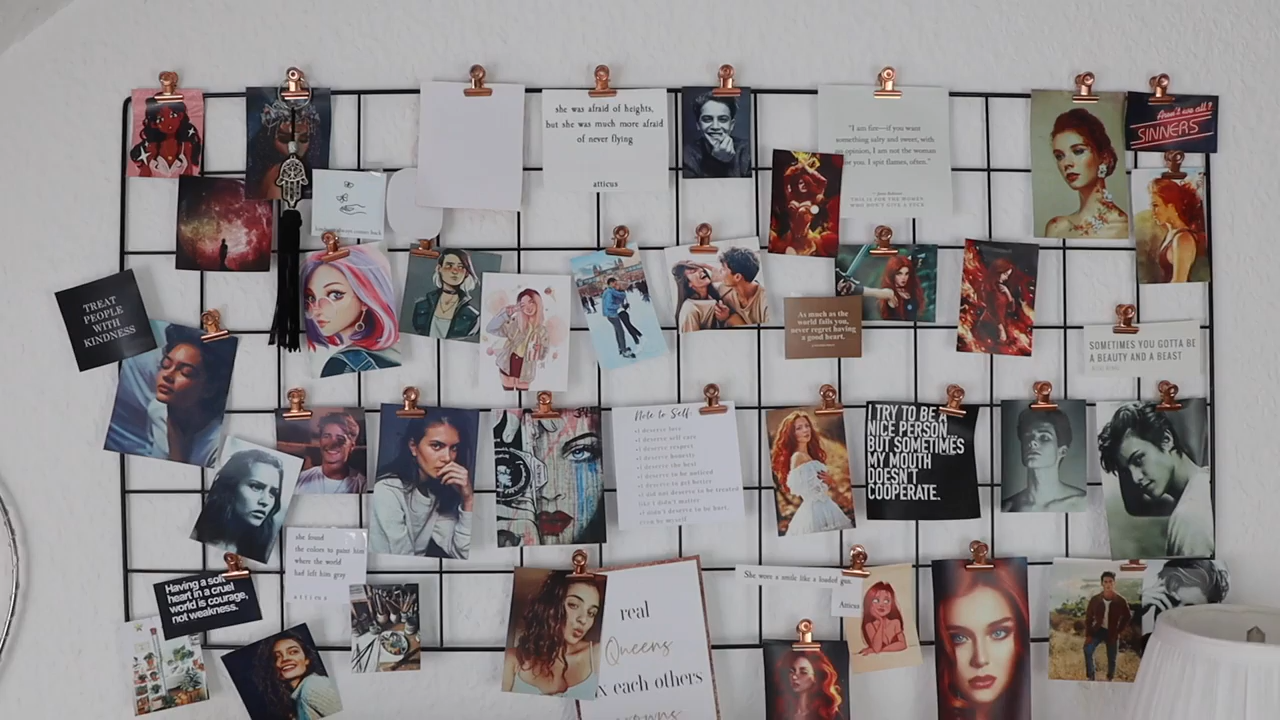 she was afraid of heights,
but she was much more afraid
of never flying
atticus
"I am fire—if you want
something salty and sweet, with
an opinion, I am not the woman
for you. I spit flames, often."
THIS IS FOR THE WOMEN
WHO DON'T GIVE A FUCK
Aren't we all?
SINNERS
TREAT
PEOPLE
WITH
KINDNESS
As much as the
world fails you,
never regret having
a good heart.
SOMETIMES YOU GOTTA BE
A BEAUTY AND A BEAST
Note to Self:
•I deserve love
•I deserve self care
•I deserve respect
•I deserve honesty
•I deserve the best
•I deserve to be noticed
•I deserve to get better
•I did not deserve to be treated
like I didn't matter
•I didn't deserve to be hurt,
I TRY TO BE A
NICE PERSON,
BUT SOMETIMES
MY MOUTH
DOESN'T
COOPERATE.
she found
the colors to paint him
where the world
had left him gray
Having a soft
heart in a cruel
world is courage,
not weakness.
She wore a smile like a loaded gun.
Atticus
real
Queens
x each others
crowns